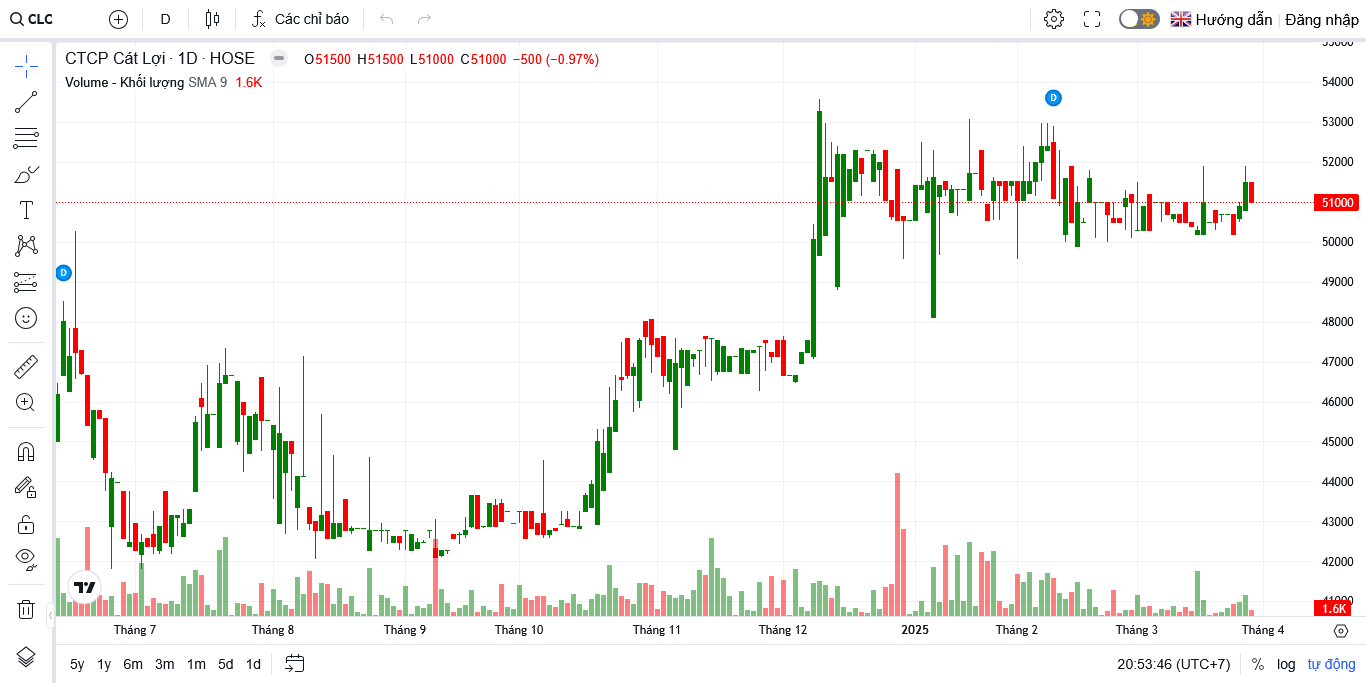 CLC D Các chỉ báo Hướng dẫn Đăng nhập
CTCP Cát Lợi · 1D · HOSE O51500 H51500 L51000 C51000 −500 (−0.97%)
Volume - Khối lượng SMA 9 1.6K
55000
54000
D
53000
52000
51000
50000
D
49000
48000
47000
46000
45000
44000
43000
42000
41000
1.6K
Tháng 7 Tháng 8 Tháng 9 Tháng 10 Tháng 11 Tháng 12 2025 Tháng 2 Tháng 3 Tháng 4
5y 1y 6m 3m 1m 5d 1d 20:53:46 (UTC+7) % log tự động